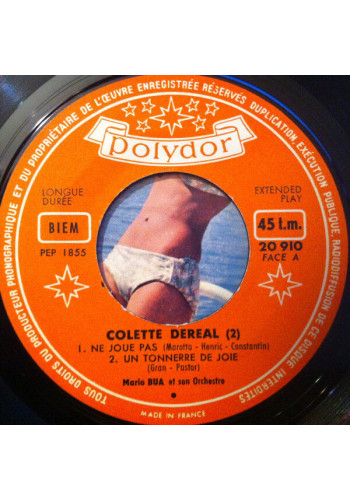 TOUS DROITS DU PRODUCTEUR PHONOGRAPHIQUE ET DU PROPRIÉTAIRE DE L'ŒUVRE ENREGISTRÉE RÉSERVÉS DUPLICATION EXÉCUTION PUBLIQUE RADIODIFFUSION DE CE DISQUE INTERDITES
polydor
LONGUE DURÉE
EXTENDED PLAY
BIEM
45 t.m.
PEP 1855
20 910
FACE A
COLETTE DEREAL (2)
1. NE JOUE PAS (Marotta - Henric - Constantin)
2. UN TONNERRE DE JOIE
(Gran - Pastor)
Mario BUA et son Orchestre
MADE IN FRANCE